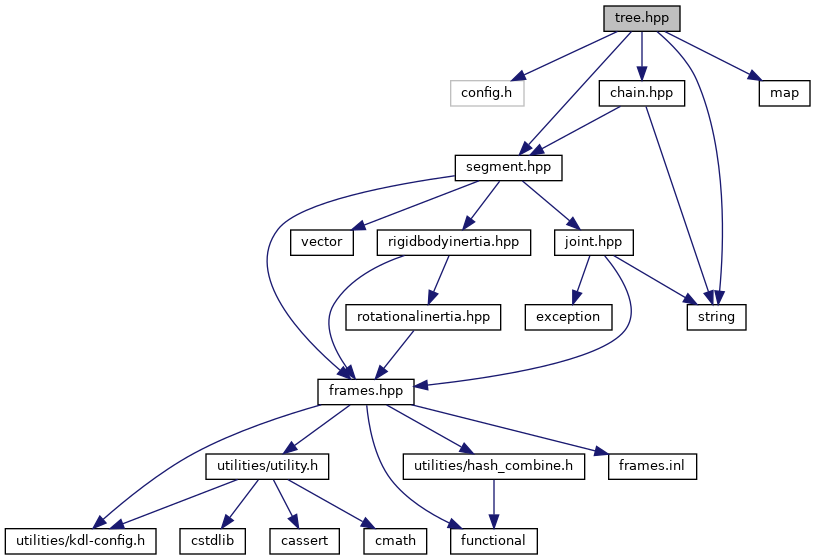 tree.hpp
config.h
chain.hpp
map
segment.hpp
vector
rigidbodyinertia.hpp
joint.hpp
rotationalinertia.hpp
exception
string
frames.hpp
utilities/utility.h
utilities/hash_combine.h
frames.inl
utilities/kdl-config.h
cstdlib
cassert
cmath
functional